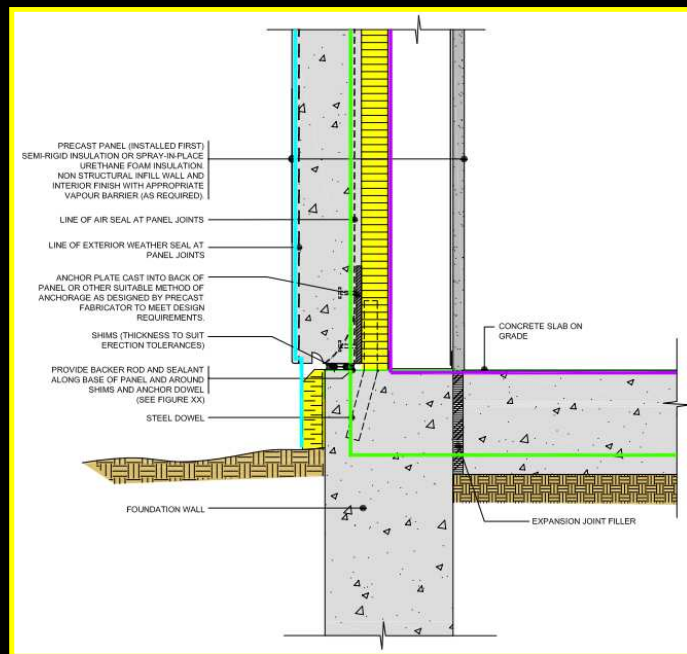 PRECAST PANEL (INSTALLED FIRST)
SEMI-RIGID INSULATION OR SPRAY-IN-PLACE
URETHANE FOAM INSULATION.
NON STRUCTURAL INFILL WALL AND
INTERIOR FINISH WITH APPROPRIATE
VAPOUR BARRIER (AS REQUIRED).
LINE OF AIR SEAL AT PANEL JOINTS
LINE OF EXTERIOR WEATHER SEAL AT
PANEL JOINTS
ANCHOR PLATE CAST INTO BACK OF
PANEL OR OTHER SUITABLE METHOD OF
ANCHORAGE AS DESIGNED BY PRECAST
FABRICATOR TO MEET DESIGN
REQUIREMENTS.
SHIMS (THICKNESS TO SUIT
ERECTION TOLERANCES)
PROVIDE BACKER ROD AND SEALANT
ALONG BASE OF PANEL AND AROUND
SHIMS AND ANCHOR DOWEL
(SEE FIGURE XX)
STEEL DOWEL
FOUNDATION WALL
CONCRETE SLAB ON
GRADE
EXPANSION JOINT FILLER